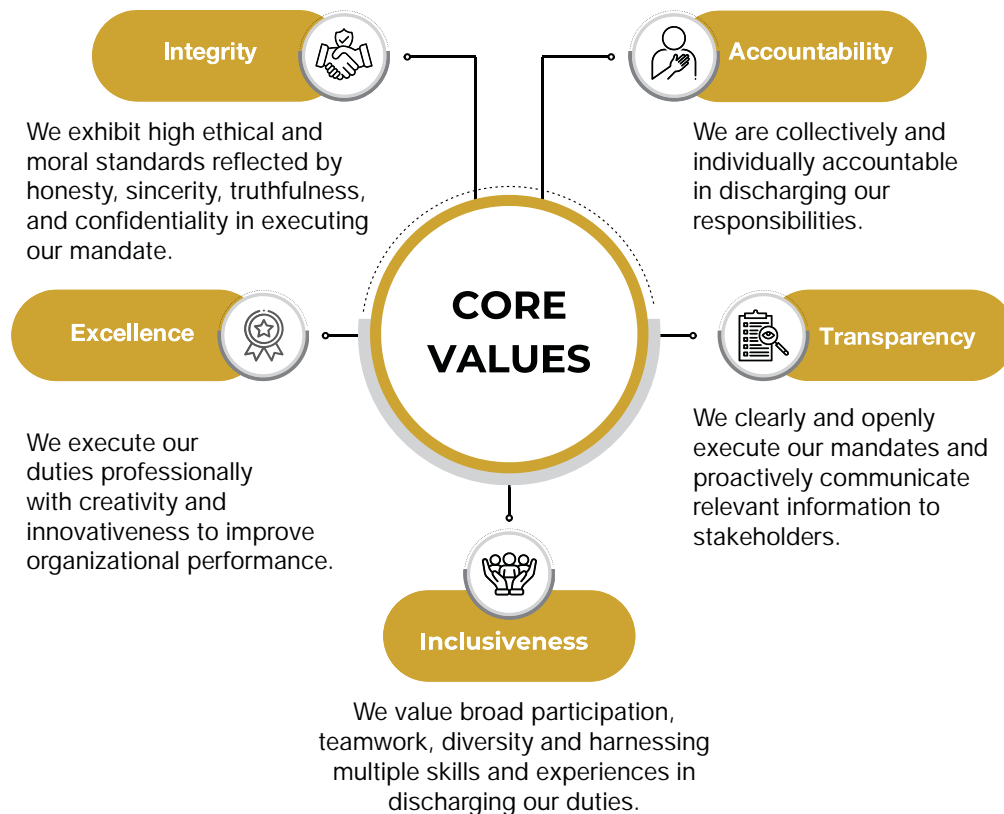 Integrity
We exhibit high ethical and
moral standards reflected by
honesty, sincerity, truthfulness,
and confidentiality in executing
our mandate.
Accountability
We are collectively and
individually accountable
in discharging our
responsibilities.
CORE
VALUES
Excellence
We execute our
duties professionally
with creativity and
innovativeness to improve
organizational performance.
Transparency
We clearly and openly
execute our mandates and
proactively communicate
relevant information to
stakeholders.
Inclusiveness
We value broad participation,
teamwork, diversity and harnessing
multiple skills and experiences in
discharging our duties.